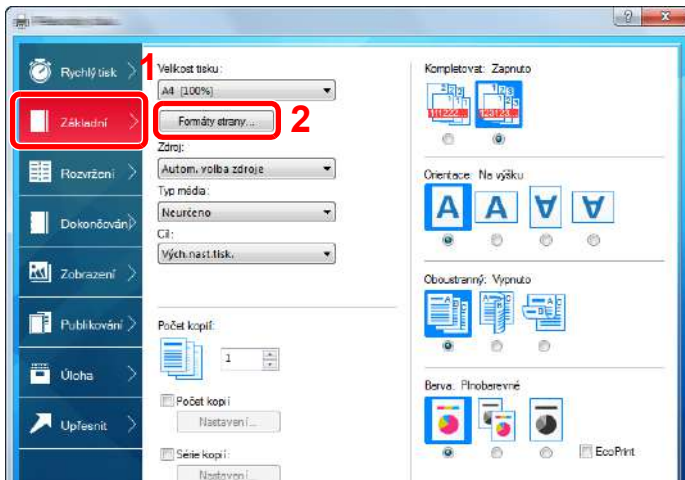 Rychlý tisk
1
Základní
Rozvržení
Dokončován
Zobrazení
Publikování
Úloha
Upřesnit
Velikost tisku:
A4 [100%]
Formáty strany...
2
Zdroj:
Autom. volba zdroje
Typ média:
Neurčeno
Cíl:
Vých.nast.tisk.
Počet kopií:
1
Počet kopií
Nastavení...
Série kopií
Nastavení...
Kompletovat: Zapnuto
Orientace: Na výšku
A A A A
Oboustranný: Vypnuto
Barva: Plnobarevné
EcoPrint